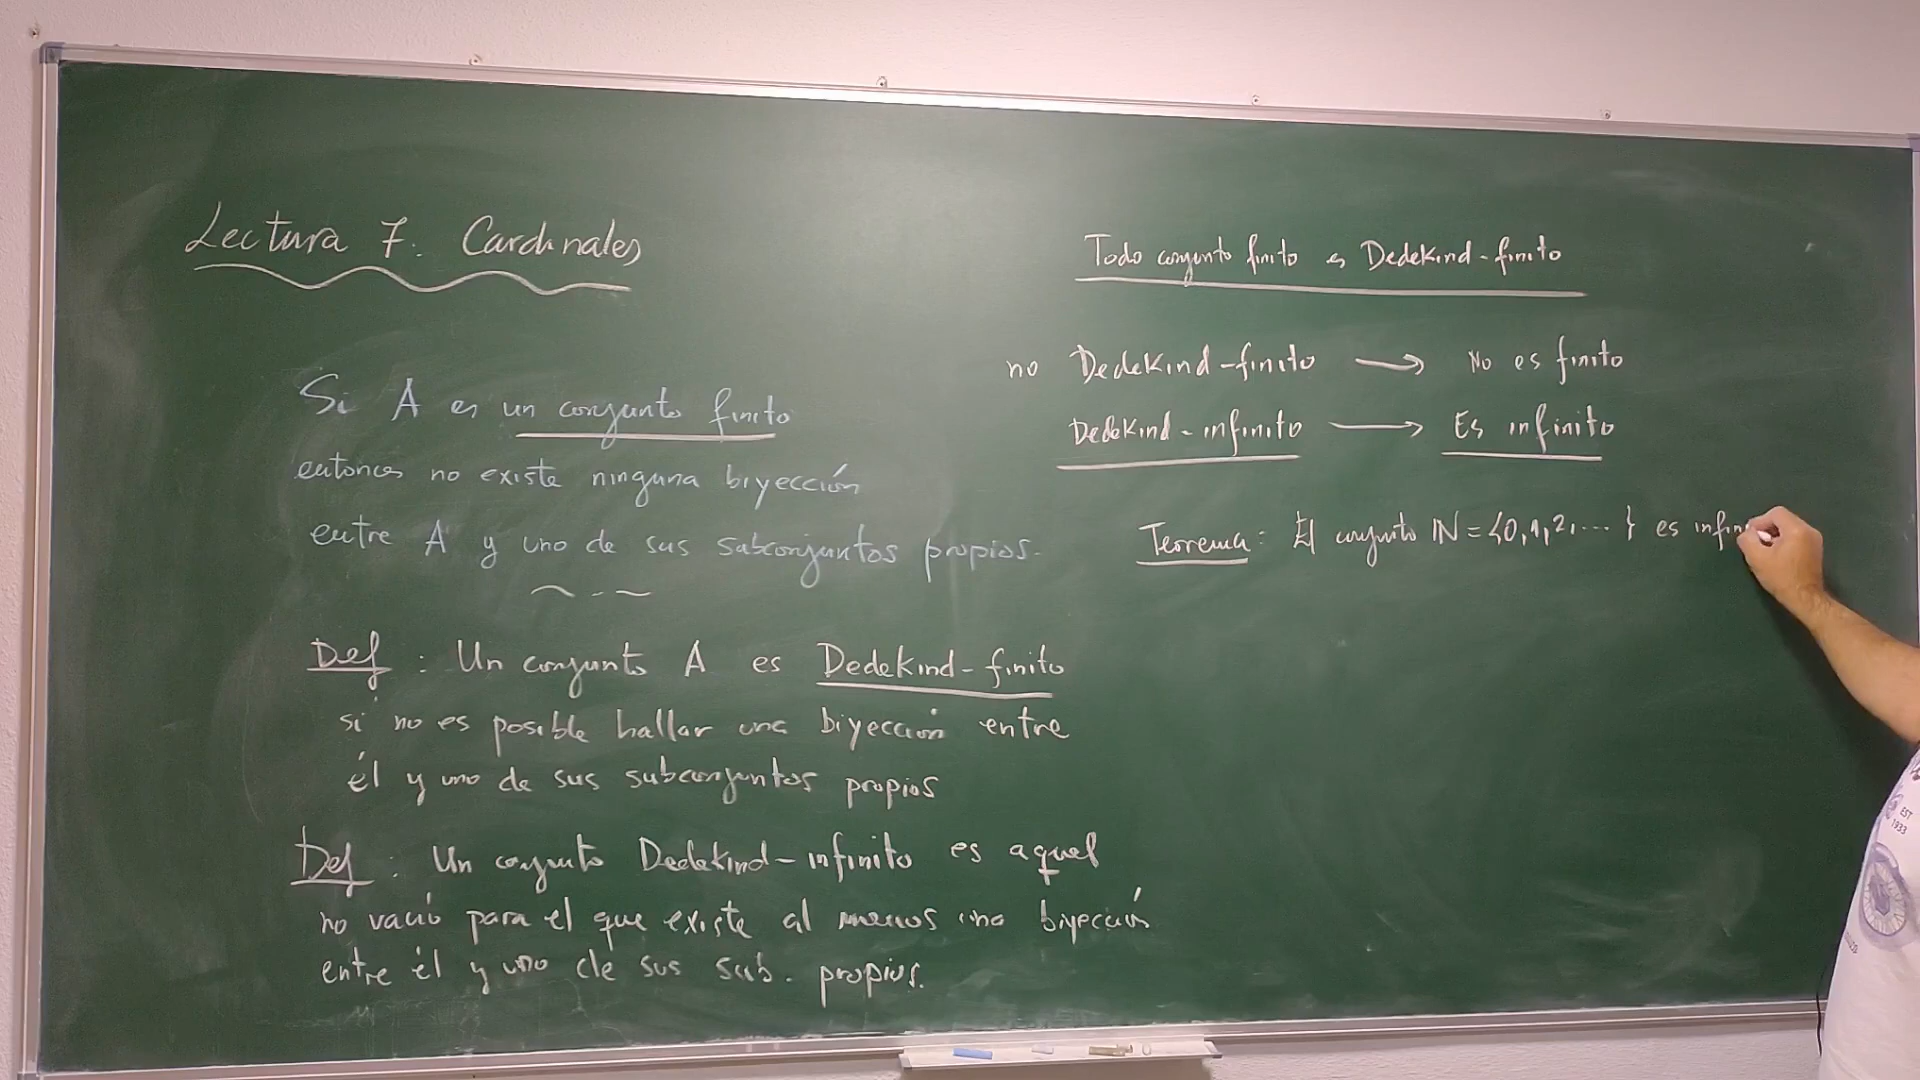 Lectura 7. Cardinales
Si A es un conjunto finito
entonces no existe ninguna biyección
entre A y uno de sus subconjuntos propios.
Def : Un conjunto A es Dedekind-finito
si no es posible hallar una biyección entre
él y uno de sus subconjuntos propios
Def : Un conjunto Dedekind-infinito es aquel
no vacío para el que existe al menos una biyección
entre él y uno de sus sub. propios.
Todo conjunto finito es Dedekind-finito
no Dedekind-finito → No es finito
Dedekind-infinito → Es infinito
Teorema: El conjunto ℕ = {0,1,2,...} es infin
EST
1933